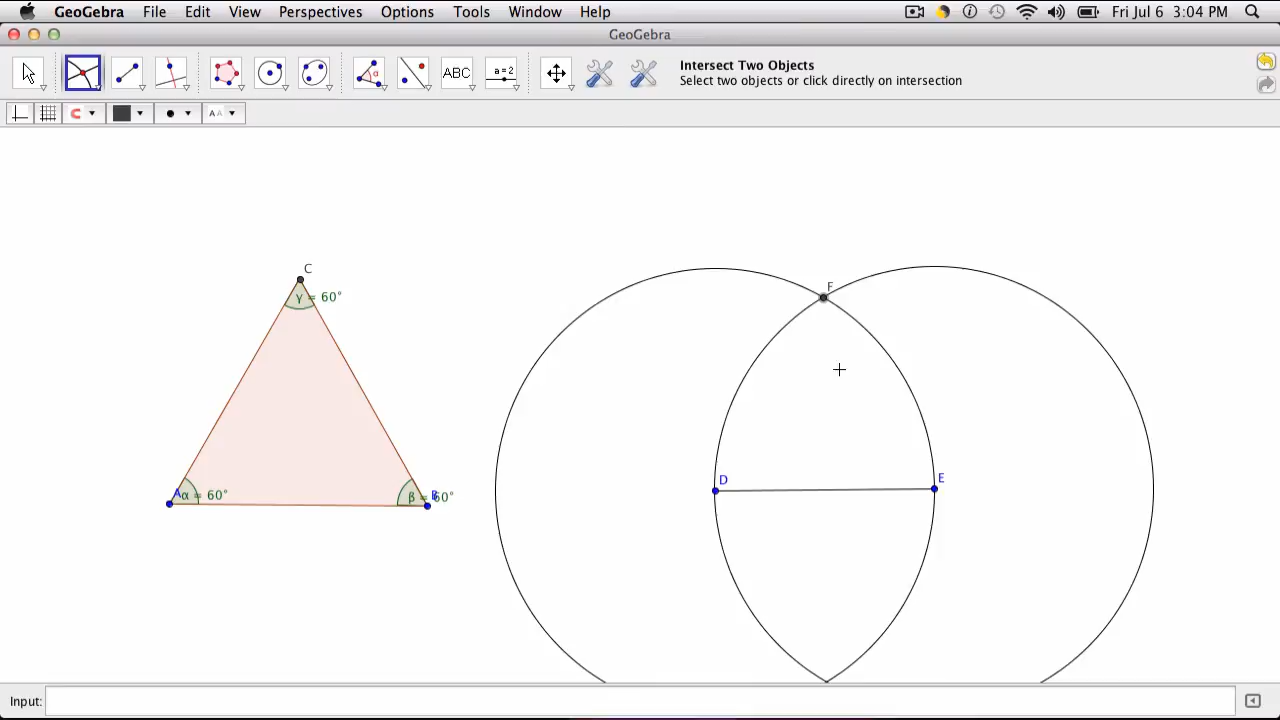 GeoGebra File Edit View Perspectives Options Tools Window Help Fri Jul 6 3:04 PM
GeoGebra
ABC a=2 Intersect Two Objects
Select two objects or click directly on intersection
A A
C
γ = 60°
F
D
E
A α = 60°
β = 60° B
Input: